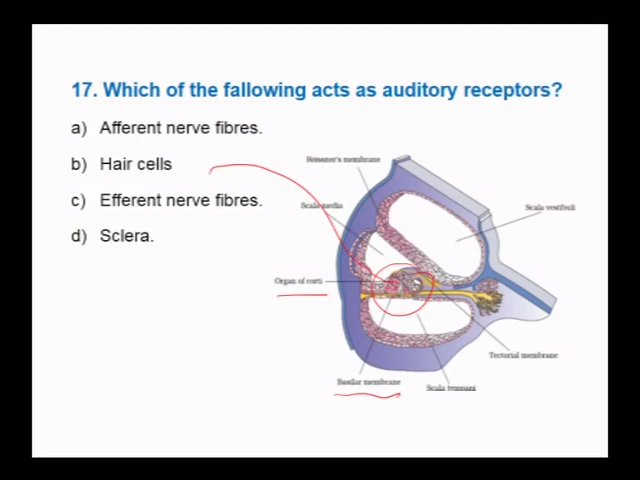 17. Which of the fallowing acts as auditory receptors?
a) Afferent nerve fibres.
b) Hair cells
c) Efferent nerve fibres.
d) Sclera.
Reissner's membrane
Scala media
Scala vestibuli
Organ of corti
Tectorial membrane
Basilar membrane
Scala tympani